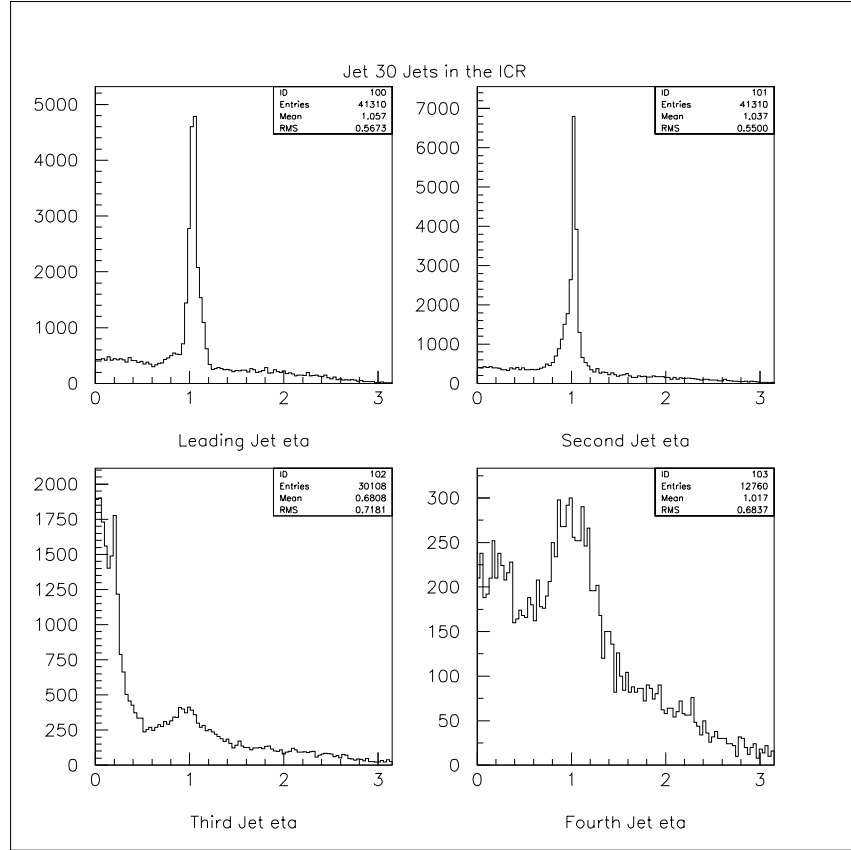 Jet 30 Jets in the ICR
ID 100
Entries 41310
Mean 1.057
RMS 0.5673
5000
4000
3000
2000
1000
0
0 1 2 3
Leading Jet eta
ID 101
Entries 41310
Mean 1.037
RMS 0.5500
7000
6000
5000
4000
3000
2000
1000
0
0 1 2 3
Second Jet eta
ID 102
Entries 30108
Mean 0.6808
RMS 0.7181
2000
1750
1500
1250
1000
750
500
250
0
0 1 2 3
Third Jet eta
ID 103
Entries 12760
Mean 1.017
RMS 0.6837
300
250
200
150
100
50
0
0 1 2 3
Fourth Jet eta